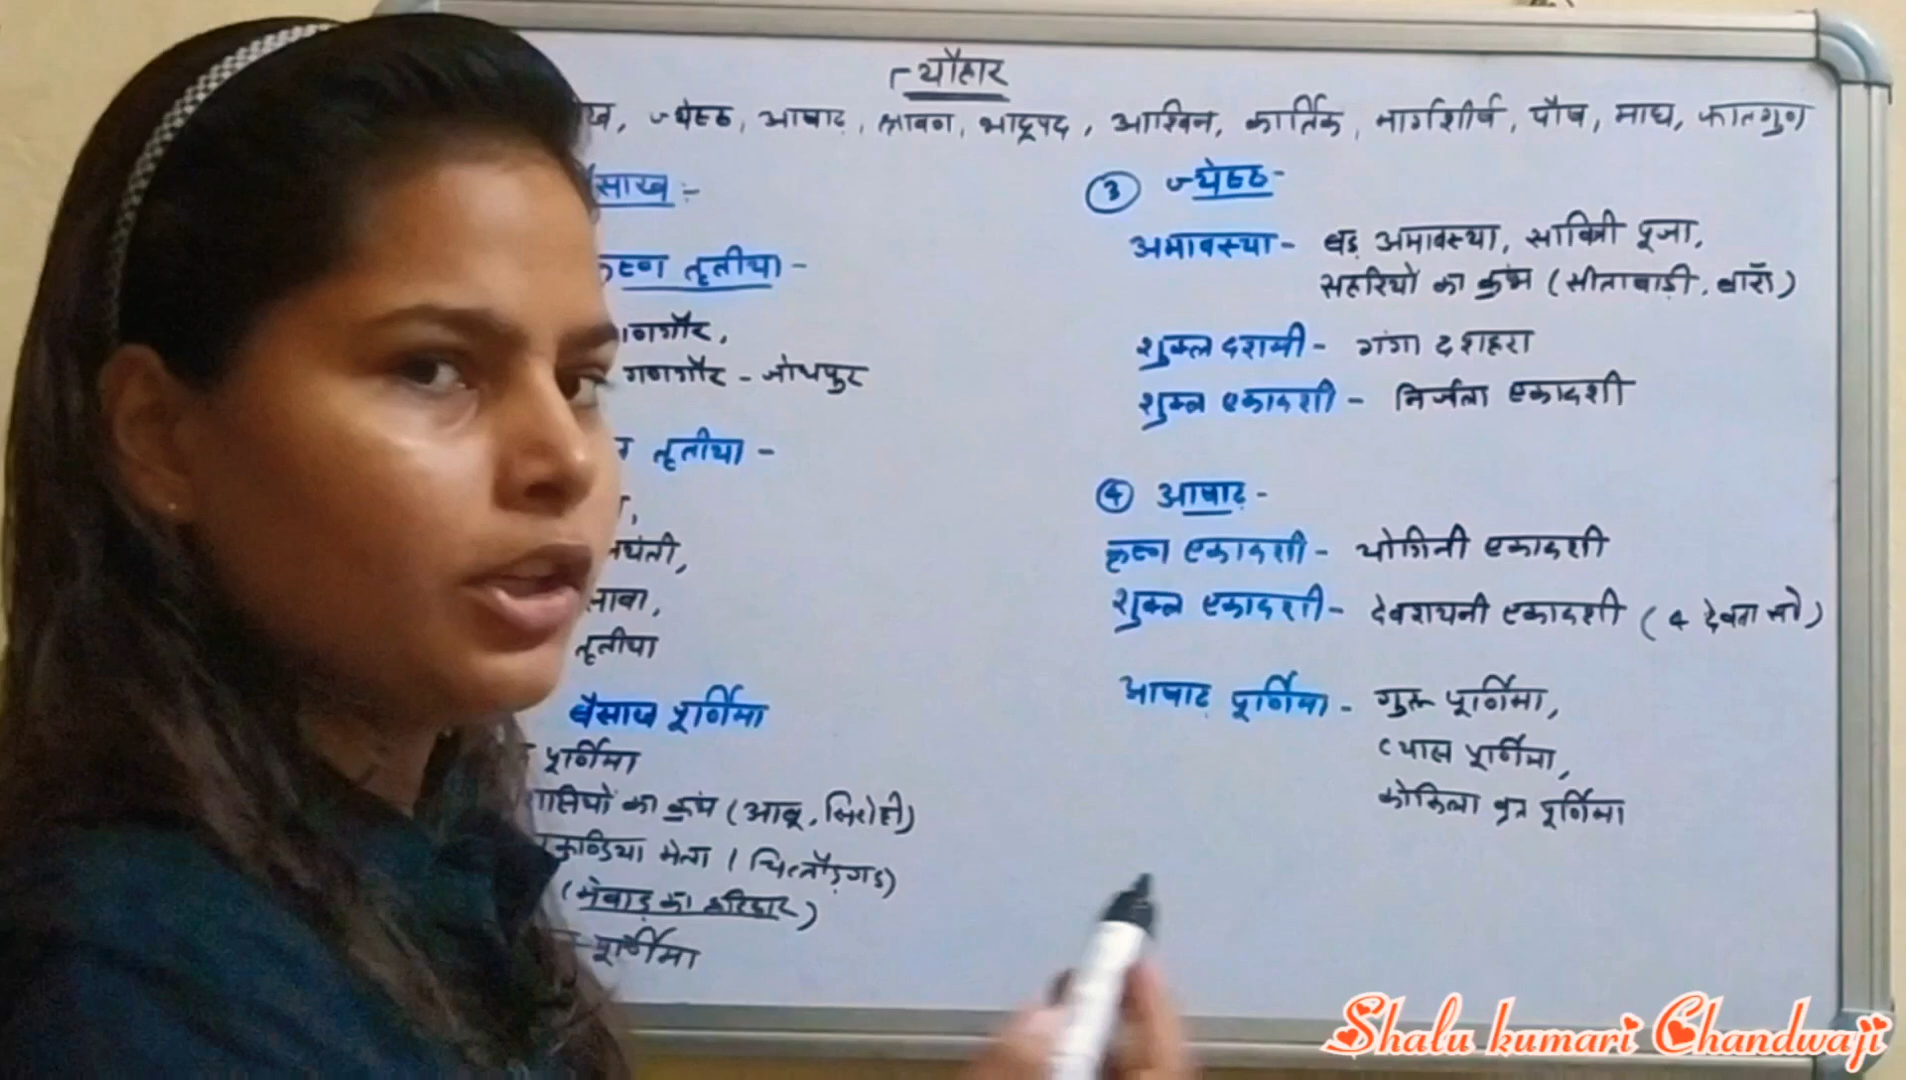 त्यौहार
ज्येष्ठ, आषाढ़, श्रावण, भाद्रपद, आश्विन, कार्तिक, मार्गशीर्ष, पौष, माघ, फाल्गुण
साख :-
तृतीया -
गणगौर - जोधपुर
तृतीया -
तृतीया
बैसाख पूर्णिमा
पूर्णिमा
का कुंभ (आबू, सिरोही)
मेला (चित्तौड़गढ़)
(मेवाड़ का हरिद्वार)
पूर्णिमा
③ ज्येष्ठ -
अमावस्या - बड़ अमावस्या, सावित्री पूजा,
सहरियों का कुंभ (सीताबाड़ी, बाराँ)
शुक्ल दशमी - गंगा दशहरा
शुक्ल एकादशी - निर्जला एकादशी
④ आषाढ़ -
कृष्ण एकादशी - योगिनी एकादशी
शुक्ल एकादशी - देवशयनी एकादशी (4 देवता सो)
आषाढ़ पूर्णिमा - गुरू पूर्णिमा,
व्यास पूर्णिमा,
कोकिला व्रत पूर्णिमा
Shalu kumari Chandwaji